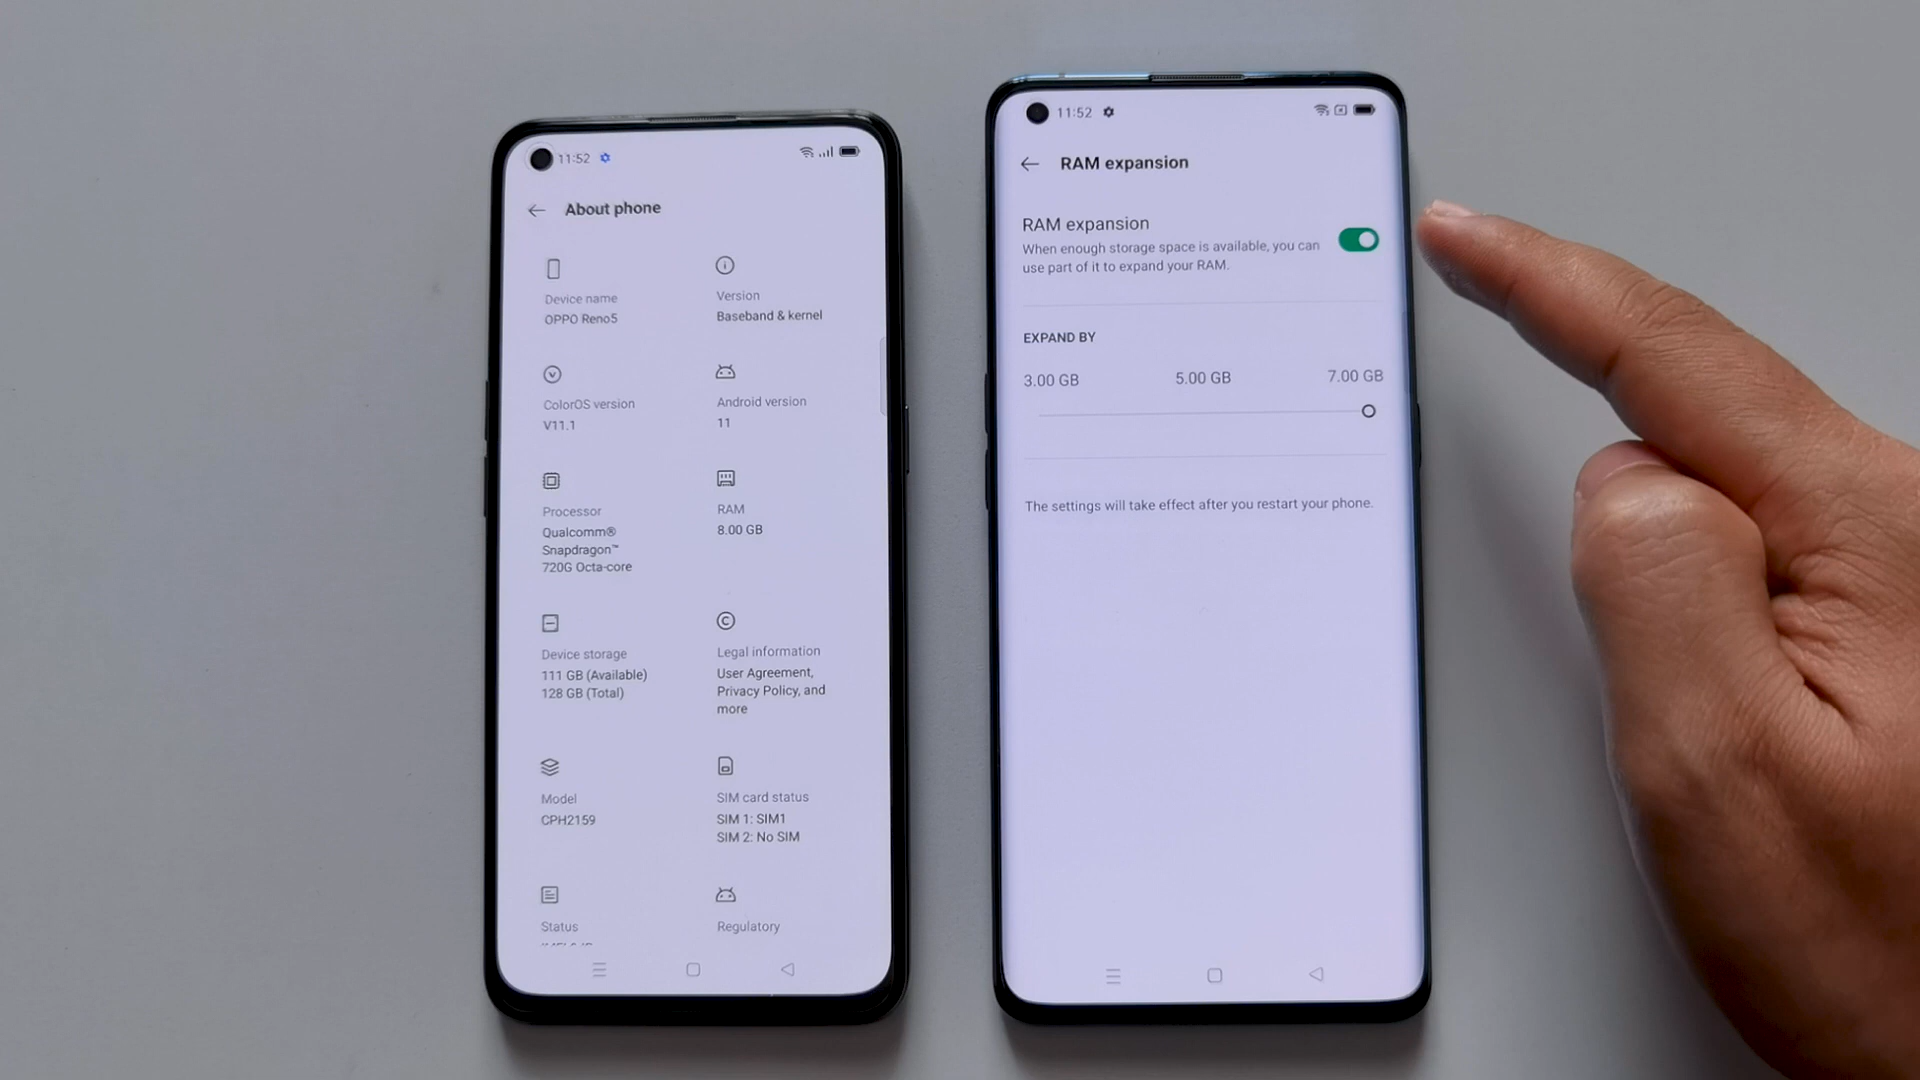 11:52
About phone
Device name
OPPO Reno5
Version
Baseband & kernel
ColorOS version
V11.1
Android version
11
Processor
Qualcomm®
Snapdragon™
720G Octa-core
RAM
8.00 GB
Device storage
111 GB (Available)
128 GB (Total)
Legal information
User Agreement,
Privacy Policy, and
more
Model
CPH2159
SIM card status
SIM 1: SIM1
SIM 2: No SIM
Status
Regulatory
11:52
RAM expansion
RAM expansion
When enough storage space is available, you can
use part of it to expand your RAM.
EXPAND BY
3.00 GB 5.00 GB 7.00 GB
The settings will take effect after you restart your phone.